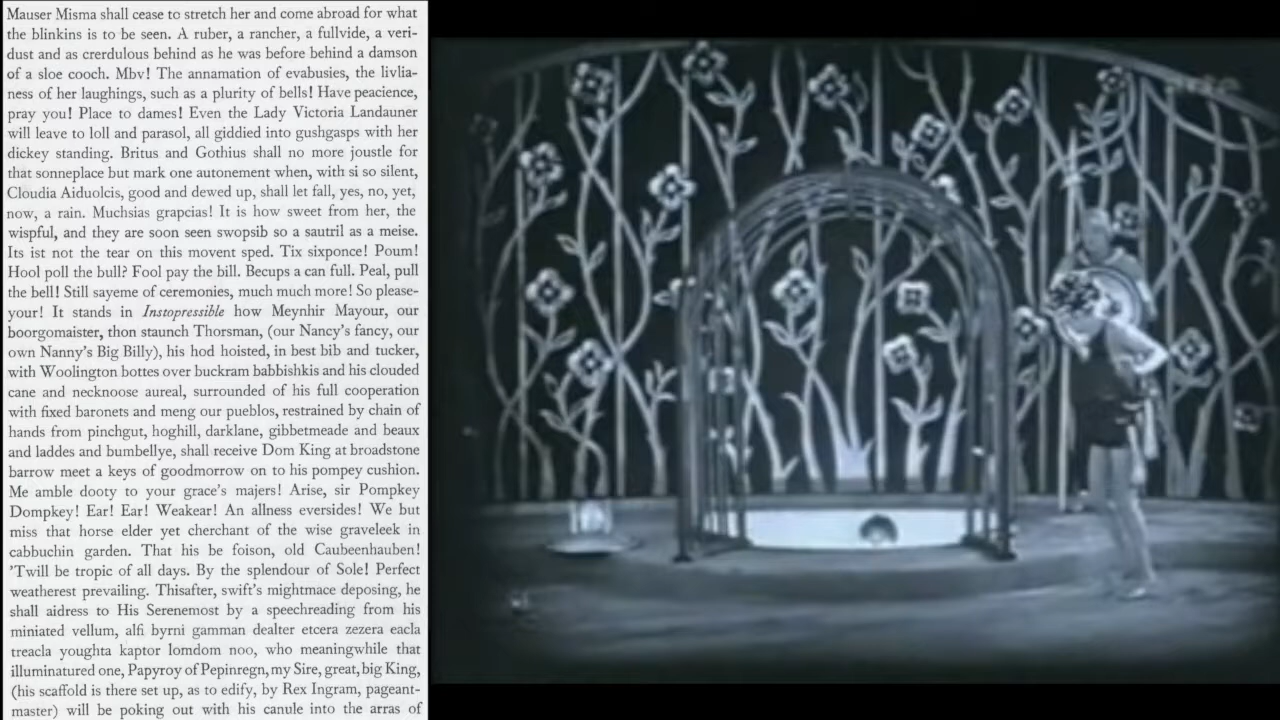 Mauser Misma shall cease to stretch her and come abroad for what
the blinkins is to be seen. A ruber, a rancher, a fullvide, a veri-
dust and as crerdulous behind as he was before behind a damson
of a sloe cooch. Mbv! The annamation of evabusies, the livlia-
ness of her laughings, such as a plurity of bells! Have peacience,
pray you! Place to dames! Even the Lady Victoria Landauner
will leave to loll and parasol, all giddied into gushgasps with her
dickey standing. Britus and Gothius shall no more joustle for
that sonneplace but mark one autonement when, with si so silent,
Cloudia Aiduolcis, good and dewed up, shall let fall, yes, no, yet,
now, a rain. Muchsias grapcias! It is how sweet from her, the
wispful, and they are soon seen swopsib so a sautril as a meise.
Its ist not the tear on this movent sped. Tix sixponce! Poum!
Hool poll the bull? Fool pay the bill. Becups a can full. Peal, pull
the bell! Still sayeme of ceremonies, much much more! So please-
your! It stands in Instopressible how Meynhir Mayour, our
boorgomaister, thon staunch Thorsman, (our Nancy's fancy, our
own Nanny's Big Billy), his hod hoisted, in best bib and tucker,
with Woolington bottes over buckram babbishkis and his clouded
cane and necknoose aureal, surrounded of his full cooperation
with fixed baronets and meng our pueblos, restrained by chain of
hands from pinchgut, hoghill, darklane, gibbetmeade and beaux
and laddes and bumbellye, shall receive Dom King at broadstone
barrow meet a keys of goodmorrow on to his pompey cushion.
Me amble dooty to your grace's majers! Arise, sir Pompkey
Dompkey! Ear! Ear! Weakear! An allness eversides! We but
miss that horse elder yet cherchant of the wise graveleek in
cabbuchin garden. That his be foison, old Caubeenhauben!
'Twill be tropic of all days. By the splendour of Sole! Perfect
weatherest prevailing. Thisafter, swift's mightmace deposing, he
shall aidress to His Serenemost by a speechreading from his
miniated vellum, alfi byrni gamman dealter etcera zezera eacla
treacla youghta kaptor lomdom noo, who meaningwhile that
illuminatured one, Papyroy of Pepinregn, my Sire, great, big King,
(his scaffold is there set up, as to edify, by Rex Ingram, pageant-
master) will be poking out with his canule into the arras of